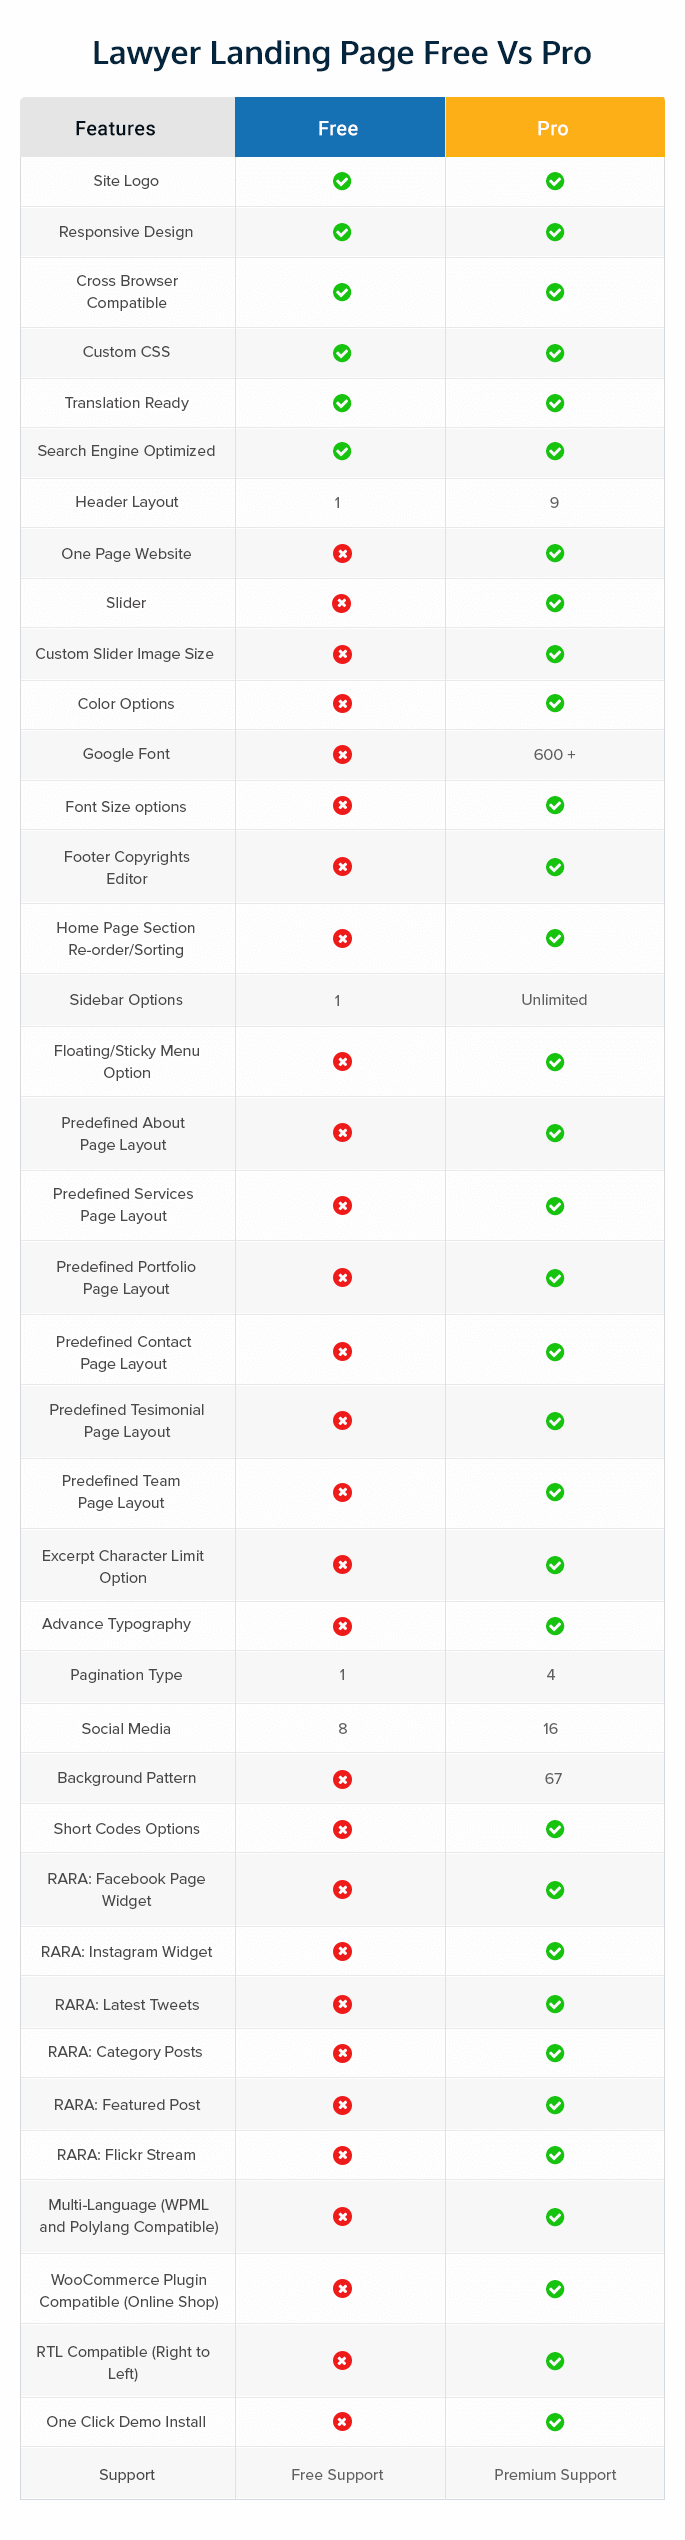 Lawyer Landing Page Free Vs Pro
Features Free Pro
Site Logo
Responsive Design
Cross Browser
Compatible
Custom CSS
Translation Ready
Search Engine Optimized
Header Layout 1 9
One Page Website
Slider
Custom Slider Image Size
Color Options
Google Font 600 +
Font Size options
Footer Copyrights
Editor
Home Page Section
Re-order/Sorting
Sidebar Options 1 Unlimited
Floating/Sticky Menu
Option
Predefined About
Page Layout
Predefined Services
Page Layout
Predefined Portfolio
Page Layout
Predefined Contact
Page Layout
Predefined Tesimonial
Page Layout
Predefined Team
Page Layout
Excerpt Character Limit
Option
Advance Typography
Pagination Type 1 4
Social Media 8 16
Background Pattern 67
Short Codes Options
RARA: Facebook Page
Widget
RARA: Instagram Widget
RARA: Latest Tweets
RARA: Category Posts
RARA: Featured Post
RARA: Flickr Stream
Multi-Language (WPML
and Polylang Compatible)
WooCommerce Plugin
Compatible (Online Shop)
RTL Compatible (Right to
Left)
One Click Demo Install
Support Free Support Premium Support